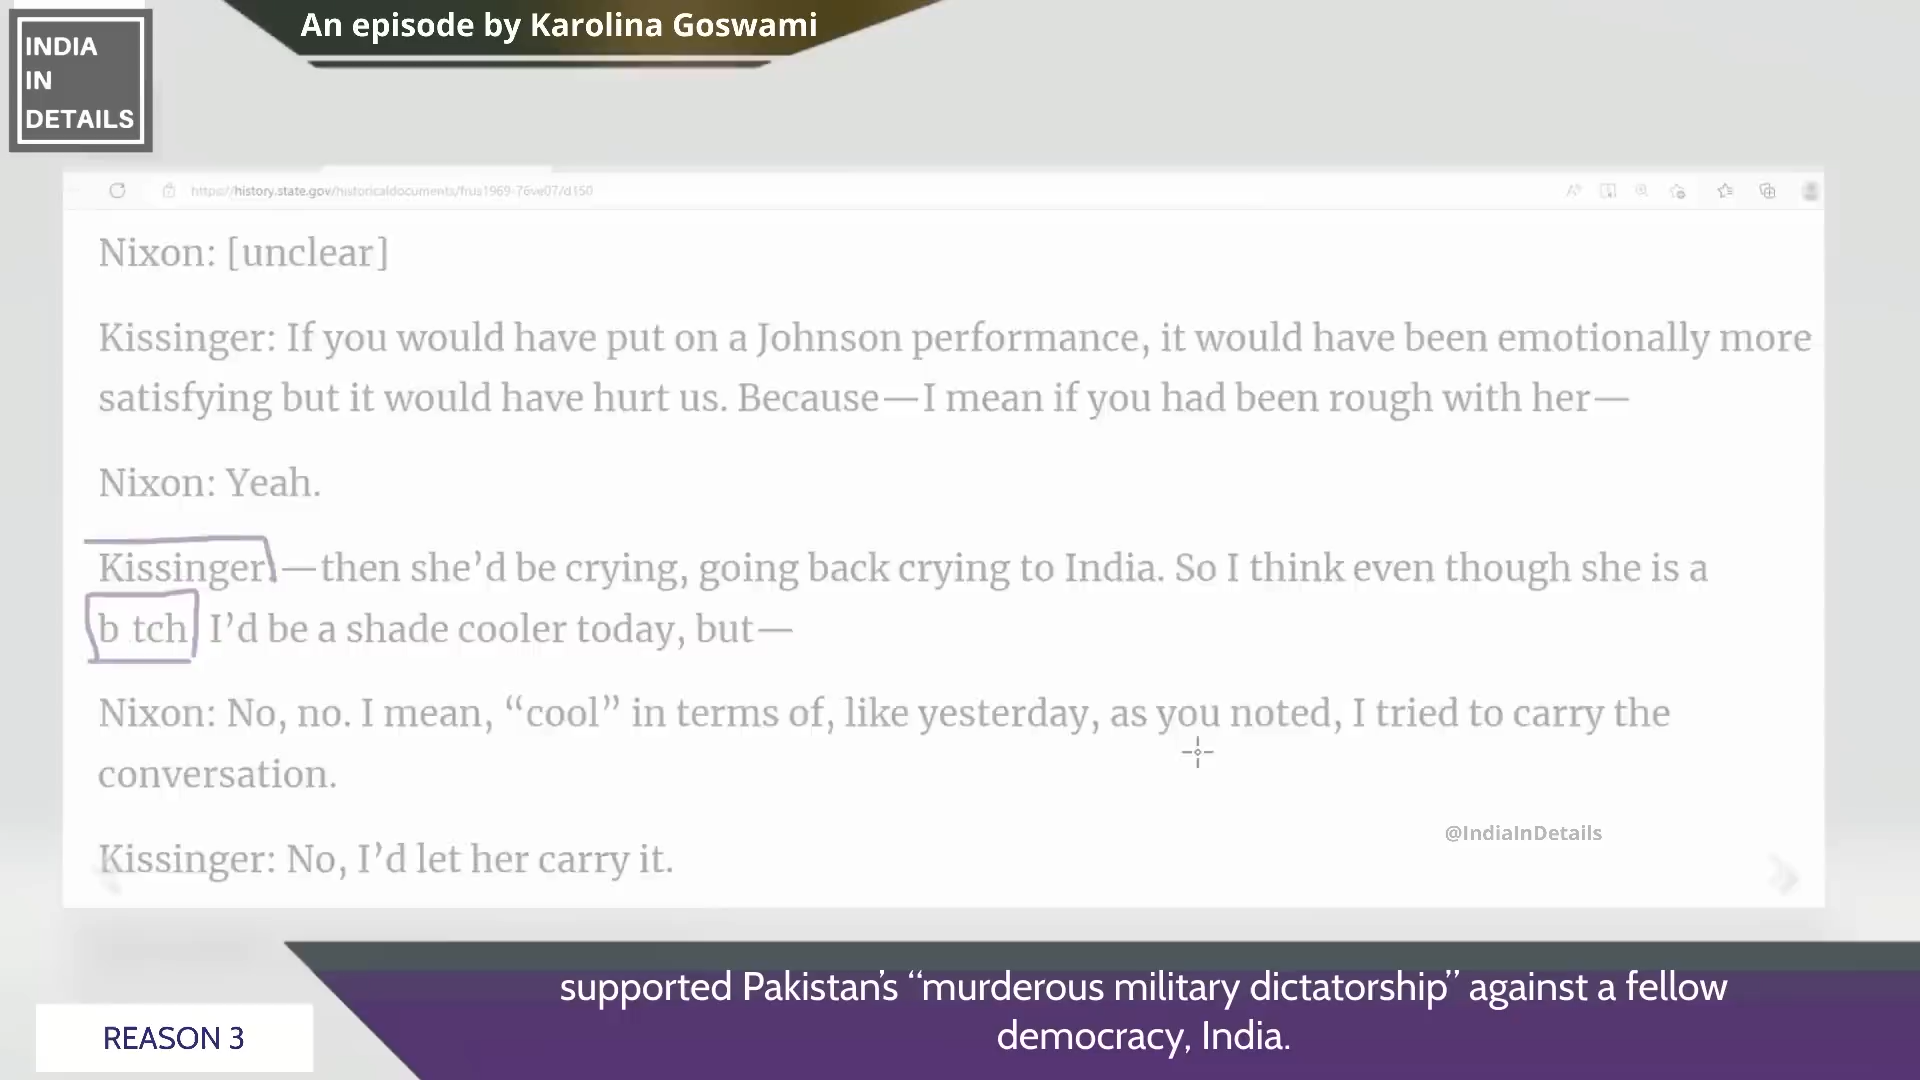 An episode by Karolina Goswami
INDIA
IN
DETAILS
https://history.state.gov/historicaldocuments/frus1969-76ve07/d150
Nixon: [unclear]
Kissinger: If you would have put on a Johnson performance, it would have been emotionally more
satisfying but it would have hurt us. Because—I mean if you had been rough with her—
Nixon: Yeah.
Kissinger: —then she’d be crying, going back crying to India. So I think even though she is a
b tch I’d be a shade cooler today, but—
Nixon: No, no. I mean, “cool” in terms of, like yesterday, as you noted, I tried to carry the
conversation.
@IndiaInDetails
Kissinger: No, I’d let her carry it.
supported Pakistan’s “murderous military dictatorship” against a fellow
democracy, India.
REASON 3